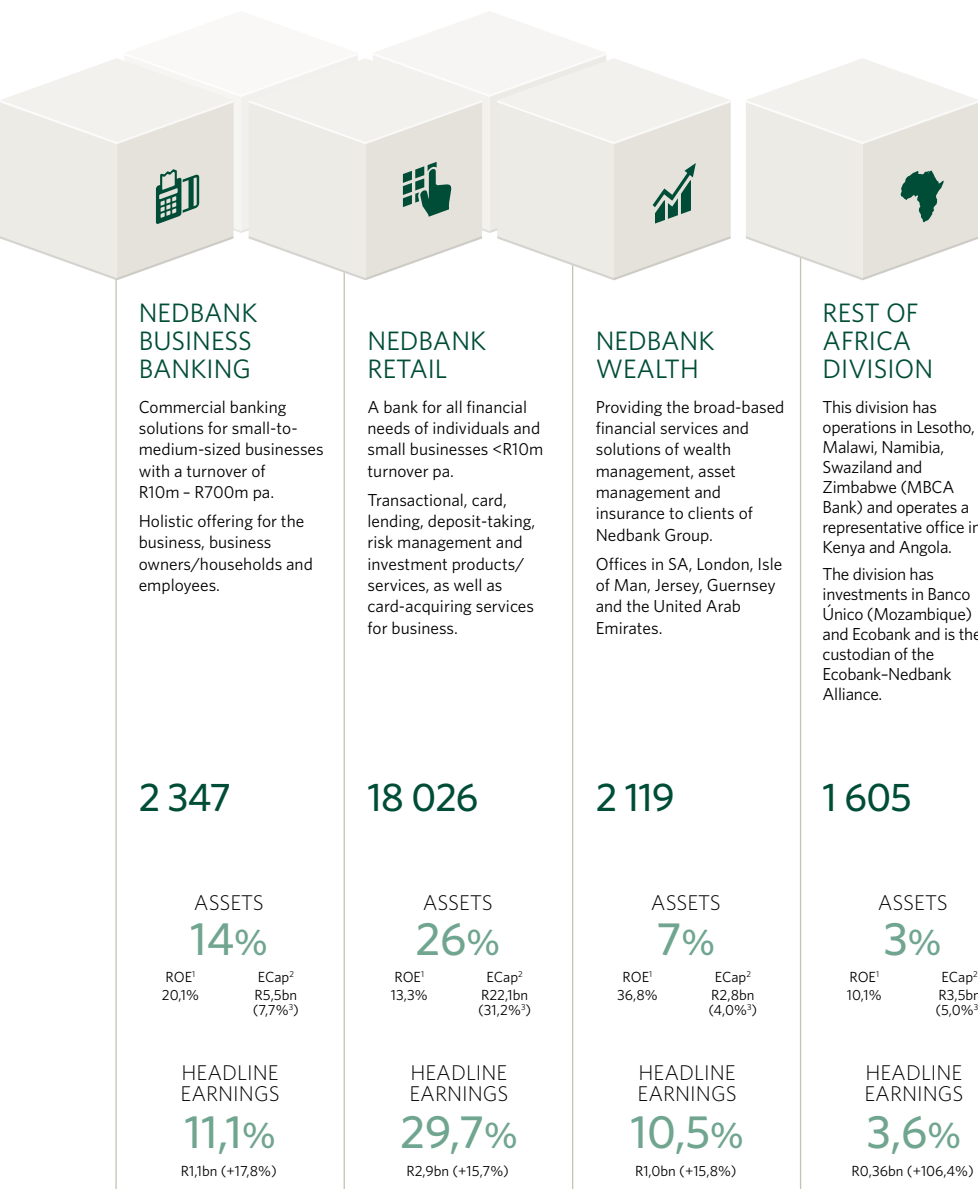 NEDBANK
BUSINESS
BANKING
Commercial banking
solutions for small-to-
medium-sized businesses
with a turnover of
R10m – R700m pa.
Holistic offering for the
business, business
owners/households and
employees.
2 347
ASSETS
14%
ROE¹ ECap²
20,1% R5,5bn
(7,7%³)
HEADLINE
EARNINGS
11,1%
R1,1bn (+17,8%)
NEDBANK
RETAIL
A bank for all financial
needs of individuals and
small businesses <R10m
turnover pa.
Transactional, card,
lending, deposit-taking,
risk management and
investment products/
services, as well as
card-acquiring services
for business.
18 026
ASSETS
26%
ROE¹ ECap²
13,3% R22,1bn
(31,2%³)
HEADLINE
EARNINGS
29,7%
R2,9bn (+15,7%)
NEDBANK
WEALTH
Providing the broad-based
financial services and
solutions of wealth
management, asset
management and
insurance to clients of
Nedbank Group.
Offices in SA, London, Isle
of Man, Jersey, Guernsey
and the United Arab
Emirates.
2 119
ASSETS
7%
ROE¹ ECap²
36,8% R2,8bn
(4,0%³)
HEADLINE
EARNINGS
10,5%
R1,0bn (+15,8%)
REST OF
AFRICA
DIVISION
This division has
operations in Lesotho,
Malawi, Namibia,
Swaziland and
Zimbabwe (MBCA
Bank) and operates a
representative office in
Kenya and Angola.
The division has
investments in Banco
Único (Mozambique)
and Ecobank and is the
custodian of the
Ecobank–Nedbank
Alliance.
1 605
ASSETS
3%
ROE¹ ECap²
10,1% R3,5bn
(5,0%³
HEADLINE
EARNINGS
3,6%
R0,36bn (+106,4%)